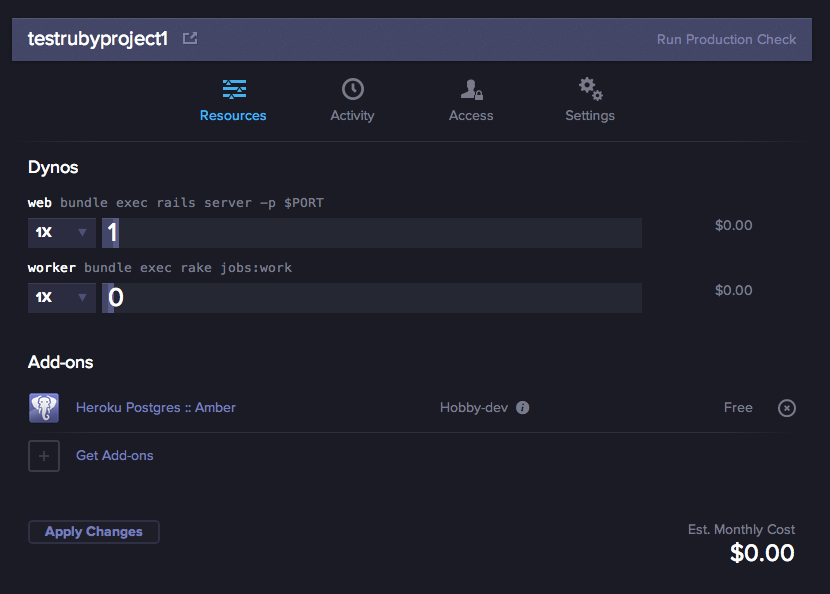 testrubyproject1 Run Production Check
Resources Activity Access Settings
Dynos
web bundle exec rails server -p $PORT
1X 1 $0.00
worker bundle exec rake jobs:work
1X 0 $0.00
Add-ons
Heroku Postgres :: Amber Hobby-dev Free
Get Add-ons
Apply Changes Est. Monthly Cost
$0.00